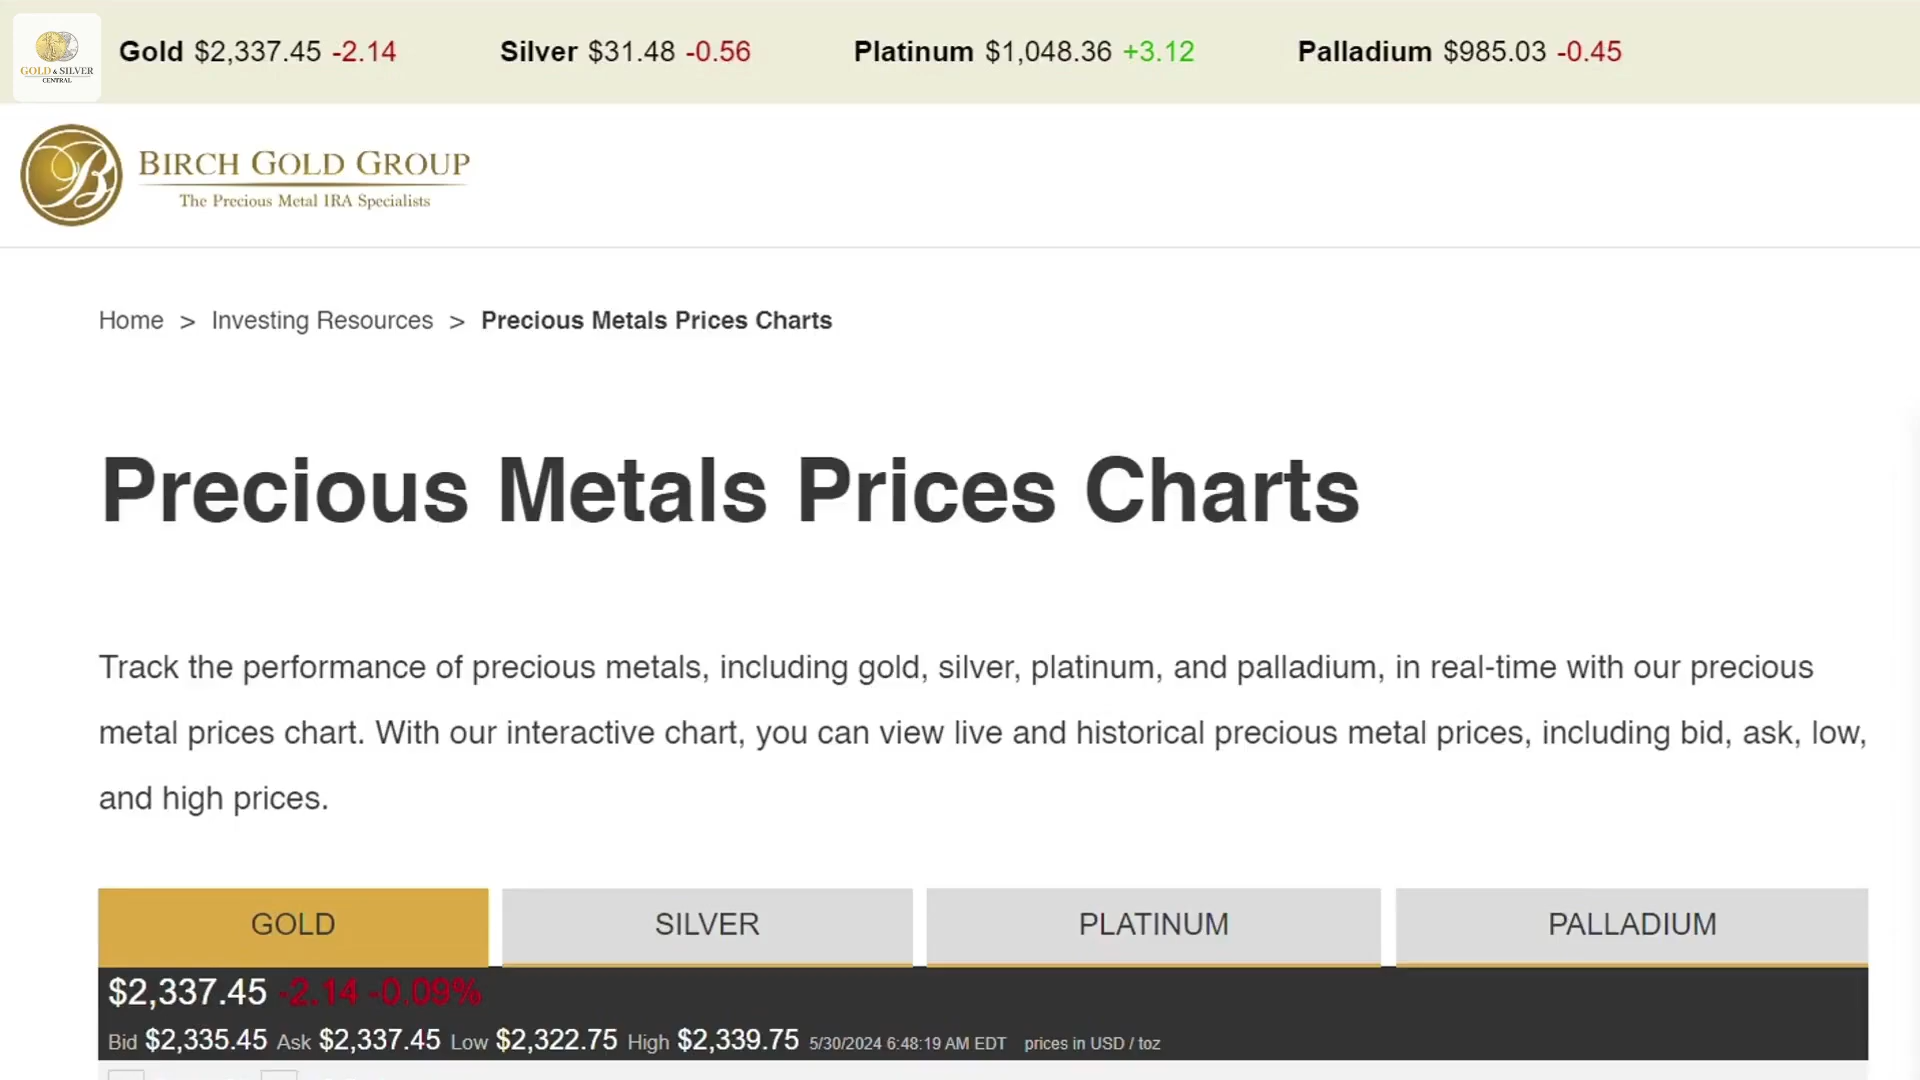 GOLD & SILVER
CENTRAL
Gold $2,337.45 -2.14 Silver $31.48 -0.56 Platinum $1,048.36 +3.12 Palladium $985.03 -0.45
B
BIRCH GOLD GROUP
The Precious Metal IRA Specialists
Home > Investing Resources > Precious Metals Prices Charts
Precious Metals Prices Charts
Track the performance of precious metals, including gold, silver, platinum, and palladium, in real-time with our precious
metal prices chart. With our interactive chart, you can view live and historical precious metal prices, including bid, ask, low,
and high prices.
GOLD SILVER PLATINUM PALLADIUM
$2,337.45 -2.14 -0.09%
Bid $2,335.45 Ask $2,337.45 Low $2,322.75 High $2,339.75 5/30/2024 6:48:19 AM EDT prices in USD / toz